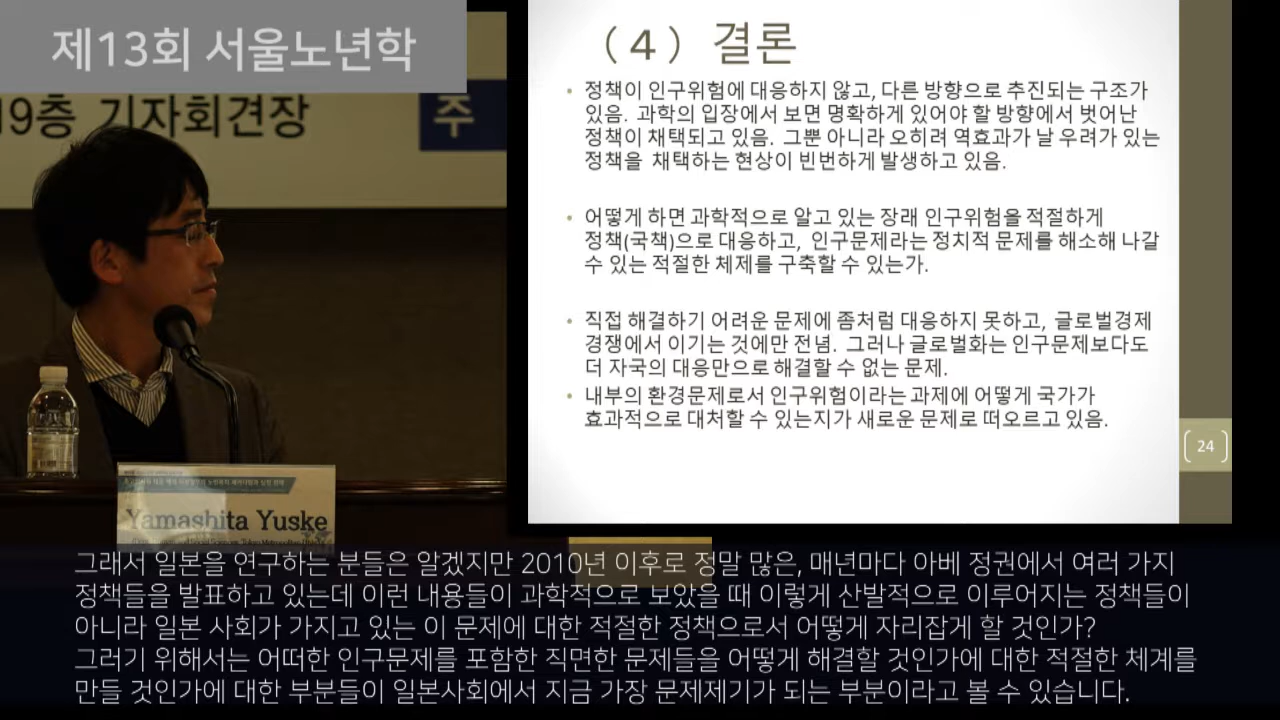 제13회 서울노년학
19층 기자회견장
주
Yamashita Yuske
（4）결론
• 정책이 인구위험에 대응하지 않고, 다른 방향으로 추진되는 구조가
있음. 과학의 입장에서 보면 명확하게 있어야 할 방향에서 벗어난
정책이 채택되고 있음. 그뿐 아니라 오히려 역효과가 날 우려가 있는
정책을 채택하는 현상이 빈번하게 발생하고 있음.
• 어떻게 하면 과학적으로 알고 있는 장래 인구위험을 적절하게
정책(국책)으로 대응하고, 인구문제라는 정치적 문제를 해소해 나갈
수 있는 적절한 체제를 구축할 수 있는가.
• 직접 해결하기 어려운 문제에 좀처럼 대응하지 못하고, 글로벌경제
경쟁에서 이기는 것에만 전념. 그러나 글로벌화는 인구문제보다도
더 자국의 대응만으로 해결할 수 없는 문제.
• 내부의 환경문제로서 인구위험이라는 과제에 어떻게 국가가
효과적으로 대처할 수 있는지가 새로운 문제로 떠오르고 있음.
24
그래서 일본을 연구하는 분들은 알겠지만 2010년 이후로 정말 많은, 매년마다 아베 정권에서 여러 가지
정책들을 발표하고 있는데 이런 내용들이 과학적으로 보았을 때 이렇게 산발적으로 이루어지는 정책들이
아니라 일본 사회가 가지고 있는 이 문제에 대한 적절한 정책으로서 어떻게 자리잡게 할 것인가?
그러기 위해서는 어떠한 인구문제를 포함한 직면한 문제들을 어떻게 해결할 것인가에 대한 적절한 체계를
만들 것인가에 대한 부분들이 일본사회에서 지금 가장 문제제기가 되는 부분이라고 볼 수 있습니다.